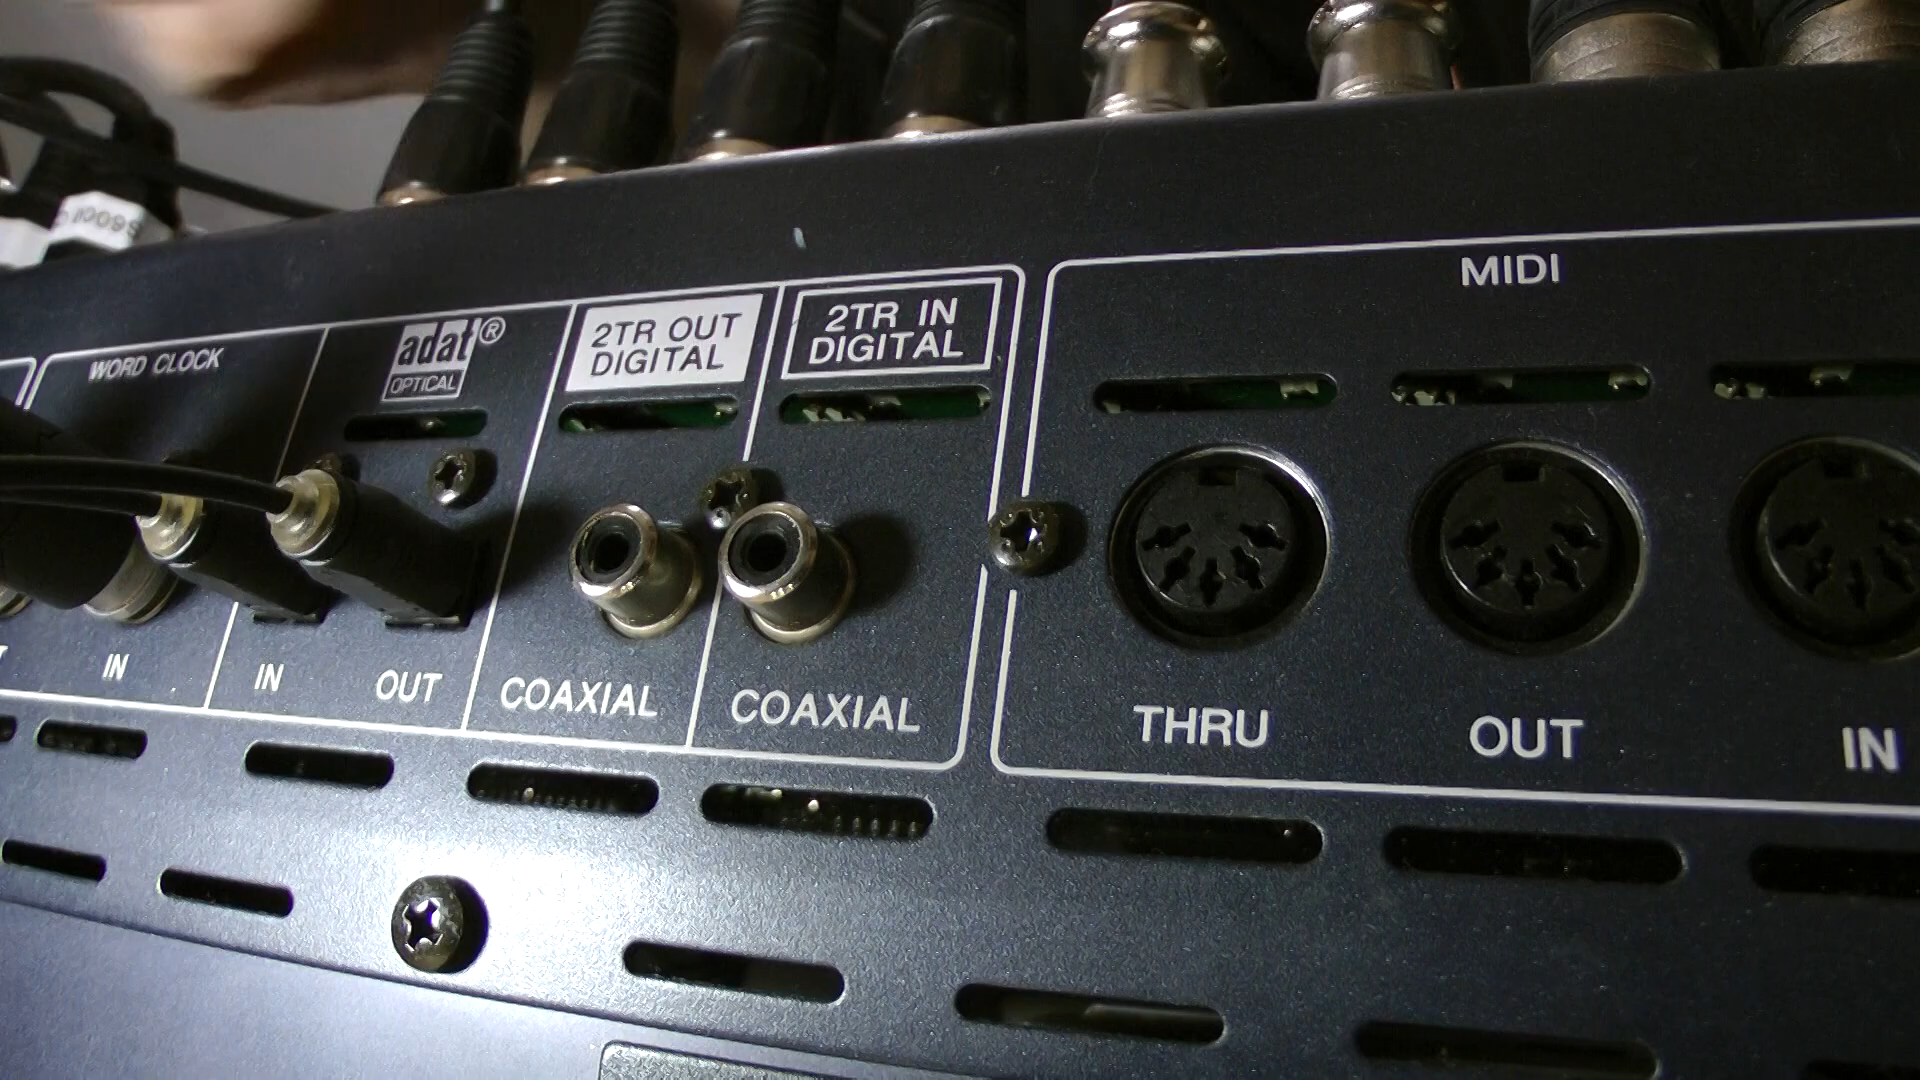 MIDI
WORD CLOCK
adat®
OPTICAL
2TR OUT
DIGITAL
2TR IN
DIGITAL
IN
IN
OUT
COAXIAL
COAXIAL
THRU
OUT
IN